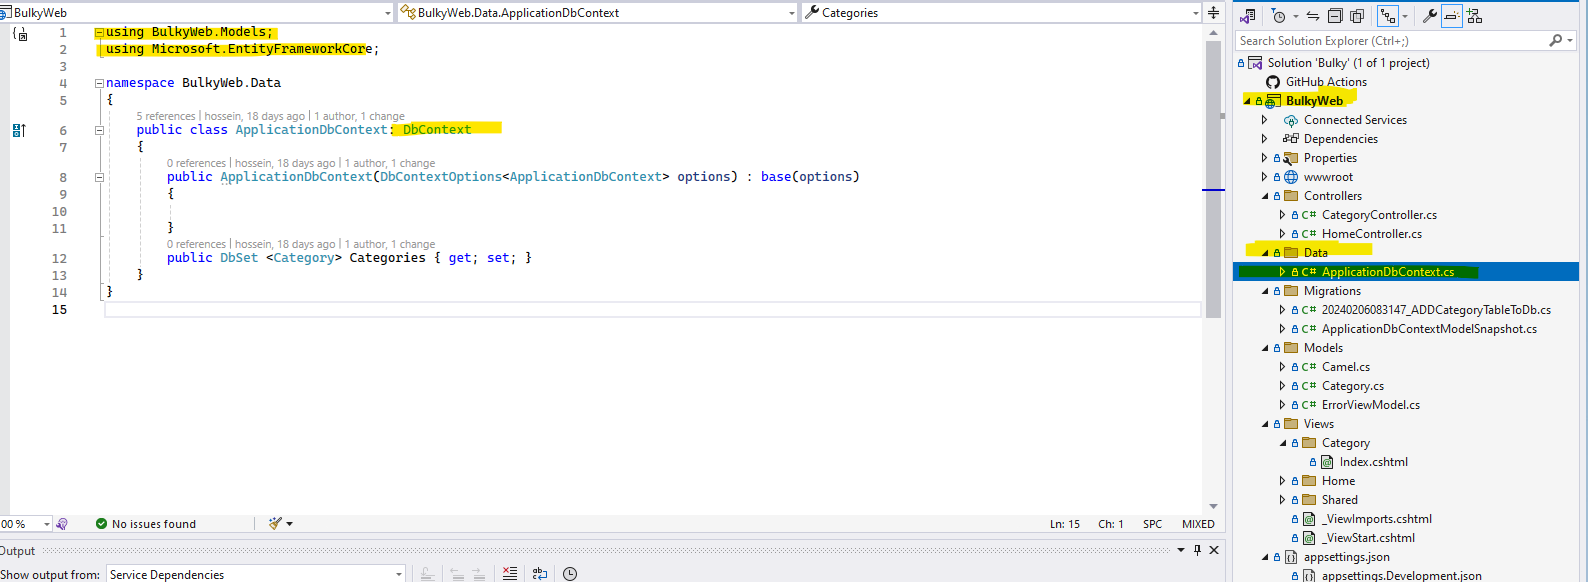 BulkyWeb
BulkyWeb.Data.ApplicationDbContext
Categories
1 using BulkyWeb.Models;
2 using Microsoft.EntityFrameworkCore;
3
4 namespace BulkyWeb.Data
5 {
5 references | hossein, 18 days ago | 1 author, 1 change
6 public class ApplicationDbContext: DbContext
7 {
0 references | hossein, 18 days ago | 1 author, 1 change
8 public ApplicationDbContext(DbContextOptions<ApplicationDbContext> options) : base(options)
9 {
10
11 }
0 references | hossein, 18 days ago | 1 author, 1 change
12 public DbSet <Category> Categories { get; set; }
13 }
14 }
15
00 %
No issues found
Ln: 15 Ch: 1 SPC MIXED
Output
Show output from: Service Dependencies
Search Solution Explorer (Ctrl+;)
Solution 'Bulky' (1 of 1 project)
GitHub Actions
BulkyWeb
Connected Services
Dependencies
Properties
wwwroot
Controllers
C# CategoryController.cs
C# HomeController.cs
Data
C# ApplicationDbContext.cs
Migrations
C# 20240206083147_ADDCategoryTableToDb.cs
C# ApplicationDbContextModelSnapshot.cs
Models
C# Camel.cs
C# Category.cs
C# ErrorViewModel.cs
Views
Category
Index.cshtml
Home
Shared
_ViewImports.cshtml
_ViewStart.cshtml
appsettings.json
appsettings.Development.json